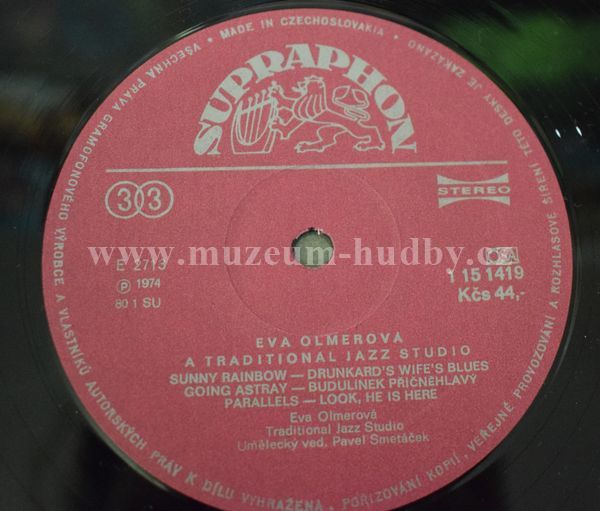 VŠECHNA PRÁVA GRAMOFONOVÉHO VÝROBCE A VLASTNÍKŮ AUTORSKÝCH PRÁV K DÍLU VYHRAŽENA. POŘIZOVÁNÍ KOPIÍ, VEŘEJNÉ PROVOZOVÁNÍ A ROZHLASOVÉ ŠÍŘENÍ TÉTO DESKY JE ZAKÁZÁNO • MADE IN CZECHOSLOVAKIA •
SUPRAPHON
33
STEREO
www.muzeum-hudby.cz
E 2713
OSA
℗ 1974
1 15 1419
80 1 SU
Kčs 44,-
EVA OLMEROVÁ
A TRADITIONAL JAZZ STUDIO
SUNNY RAINBOW — DRUNKARD'S WIFE'S BLUES
GOING ASTRAY — BUDULÍNEK PŘIČNĚHLAVÝ
PARALLELS — LOOK, HE IS HERE
Eva Olmerová
Traditional Jazz Studio
Umělecký ved. Pavel Smetáček